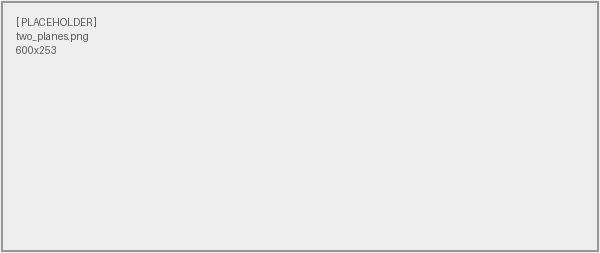 [PLACEHOLDER]
two_planes.png
600x253